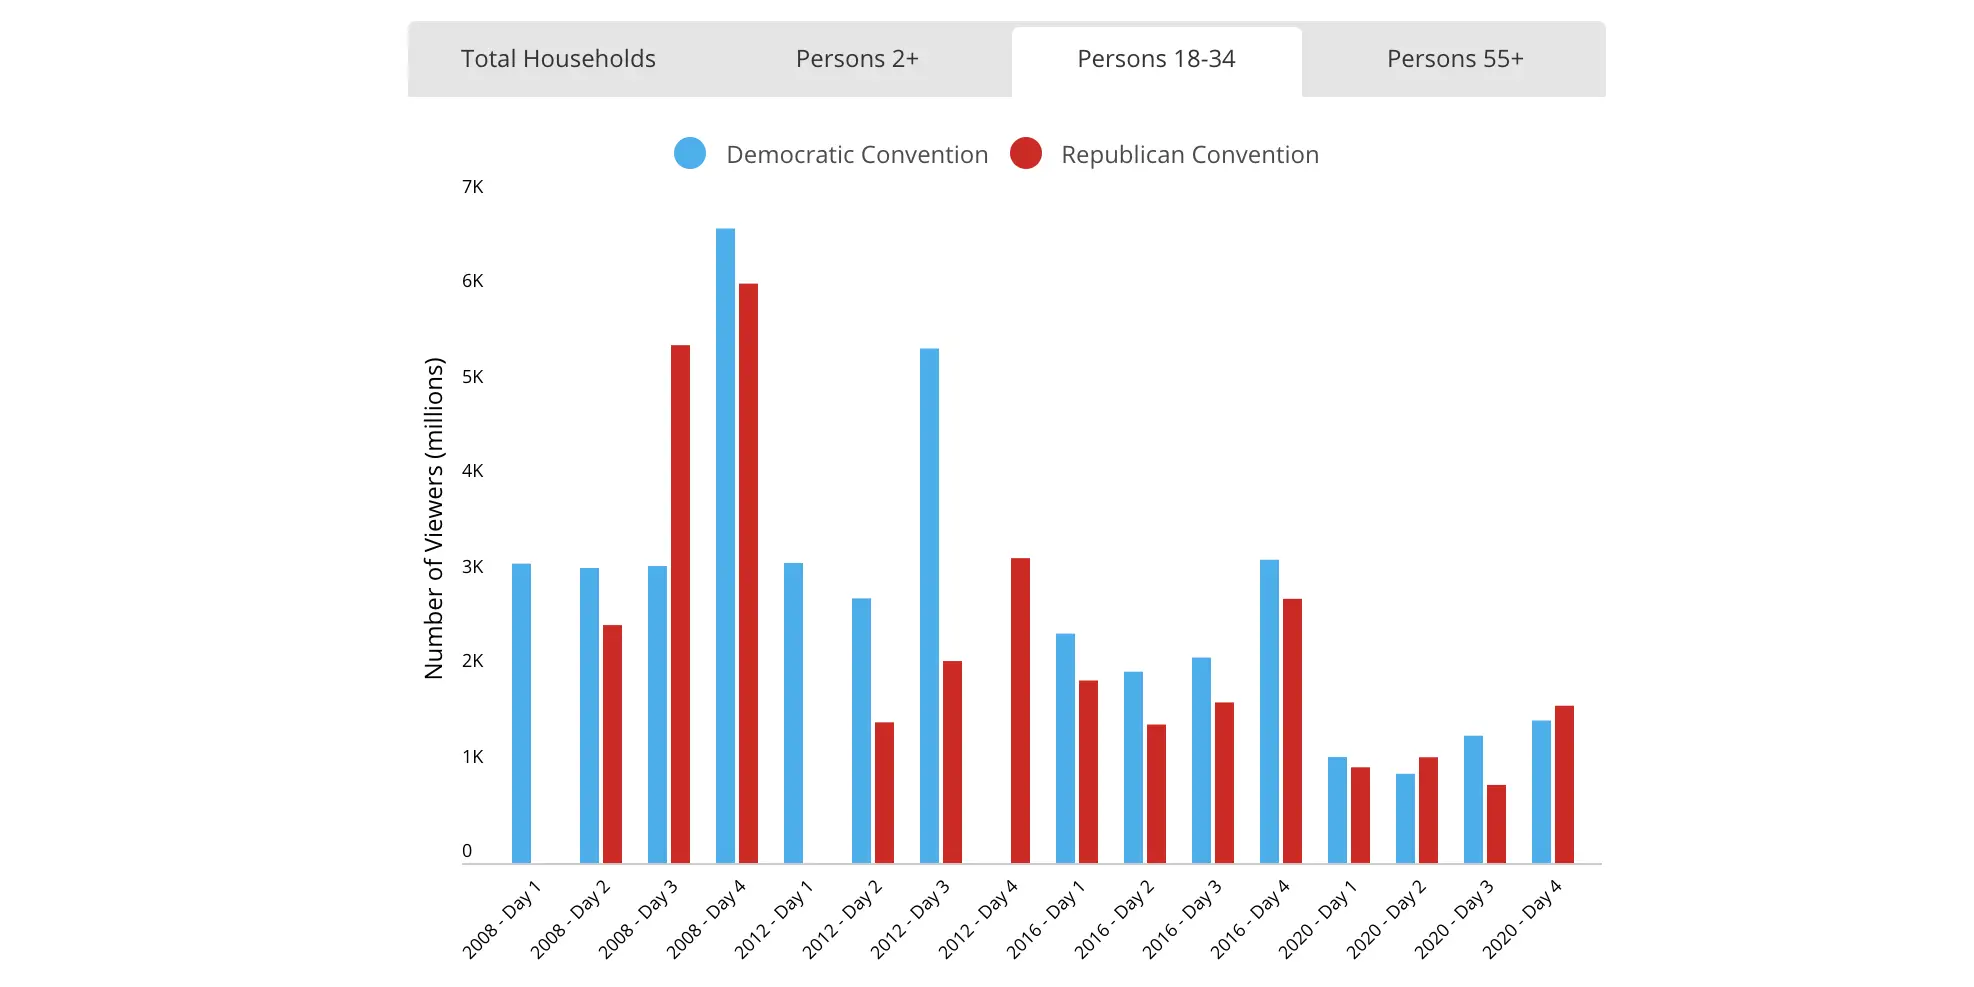 Total Households
Persons 2+
Persons 18-34
Persons 55+
Democratic Convention
Republican Convention
Number of Viewers (millions)
7K
6K
5K
4K
3K
2K
1K
0
2008 - Day 1
2008 - Day 2
2008 - Day 3
2008 - Day 4
2012 - Day 1
2012 - Day 2
2012 - Day 3
2012 - Day 4
2016 - Day 1
2016 - Day 2
2016 - Day 3
2016 - Day 4
2020 - Day 1
2020 - Day 2
2020 - Day 3
2020 - Day 4